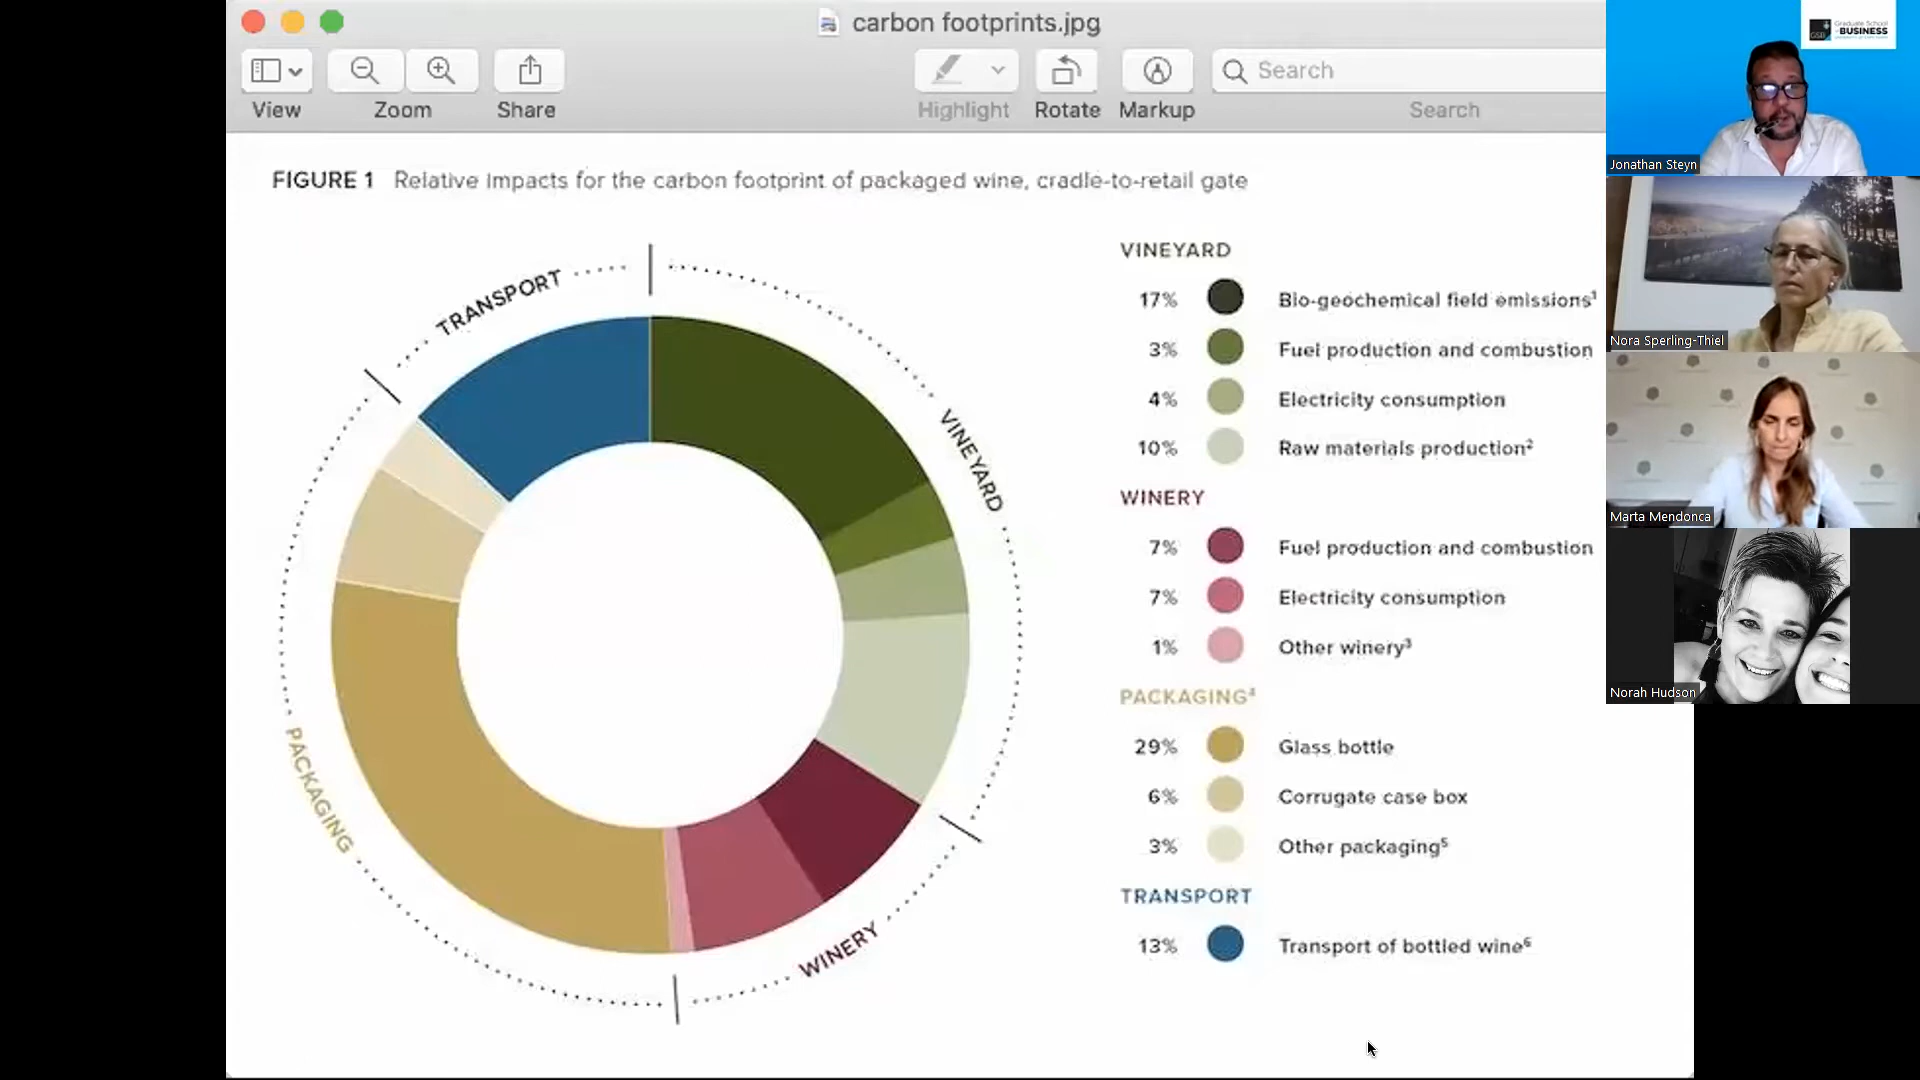 carbon footprints.jpg
View
Zoom
Share
Highlight
Rotate
Markup
Search
Search
FIGURE 1 Relative impacts for the carbon footprint of packaged wine, cradle-to-retail gate
TRANSPORT
VINEYARD
PACKAGING
WINERY
VINEYARD
17% Bio-geochemical field emissions¹
3% Fuel production and combustion
4% Electricity consumption
10% Raw materials production²
WINERY
7% Fuel production and combustion
7% Electricity consumption
1% Other winery³
PACKAGING⁴
29% Glass bottle
6% Corrugate case box
3% Other packaging⁵
TRANSPORT
13% Transport of bottled wine⁶
GSB
Graduate School
of BUSINESS
Jonathan Steyn
Nora Sperling-Thiel
Marta Mendonca
Norah Hudson